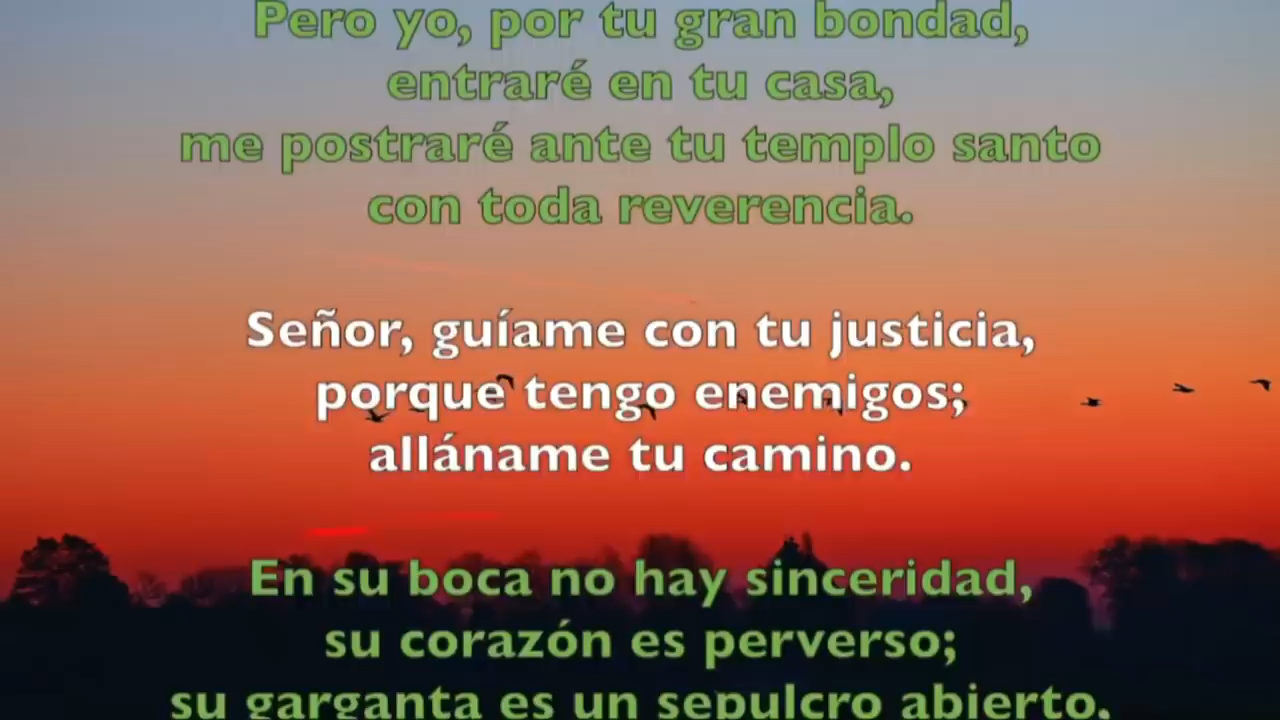 Pero yo, por tu gran bondad,
entraré en tu casa,
me postraré ante tu templo santo
con toda reverencia.
Señor, guíame con tu justicia,
porque tengo enemigos;
alláname tu camino.
En su boca no hay sinceridad,
su corazón es perverso;
su garganta es un sepulcro abierto,